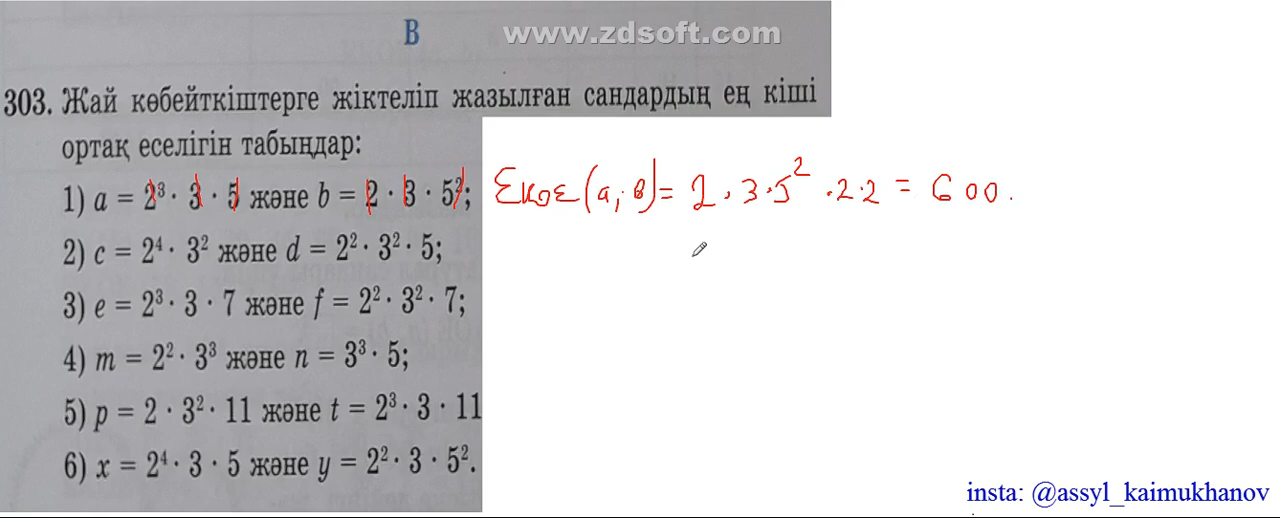 www.zdsoft.com
В
303. Жай көбейткіштерге жіктеліп жазылған сандардың ең кіші
ортақ еселігін табыңдар:
1) a = 2³ · 3 · 5 және b = 2 · 3 · 5²; ЕКОЕ(a; в) = 2 · 3 · 5² · 2 · 2 = 600.
2) c = 2⁴ · 3² және d = 2² · 3² · 5;
3) e = 2³ · 3 · 7 және f = 2² · 3² · 7;
4) m = 2² · 3³ және n = 3³ · 5;
5) p = 2 · 3² · 11 және t = 2³ · 3 · 11
6) x = 2⁴ · 3 · 5 және y = 2² · 3 · 5².
insta: @assyl_kaimukhanov